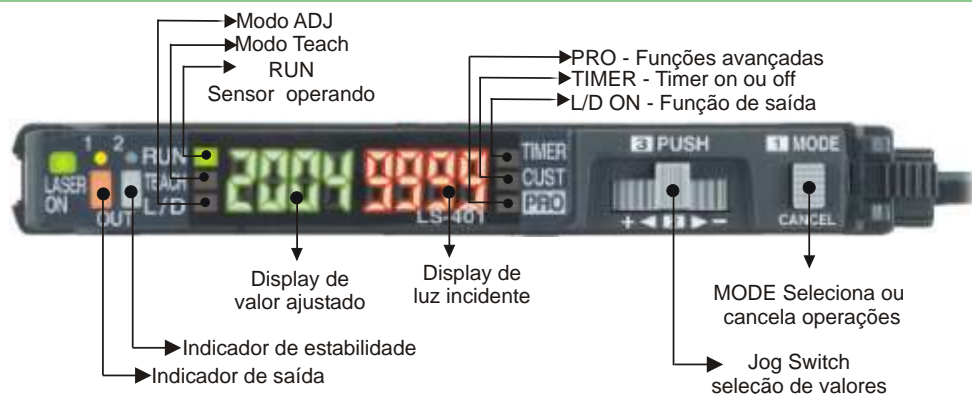 Modo ADJ
Modo Teach
RUN
Sensor operando
PRO - Funções avançadas
TIMER - Timer on ou off
L/D ON - Função de saída
1 2
RUN
TEACH
L/D
LASER
ON
OUT
2004
9999
LS-401
TIMER
CUST
PRO
3 PUSH
+ ◀ 2 ▶ −
1 MODE
CANCEL
Display de
valor ajustado
Display de
luz incidente
MODE Seleciona ou
cancela operações
Indicador de estabilidade
Indicador de saída
Jog Switch
seleção de valores